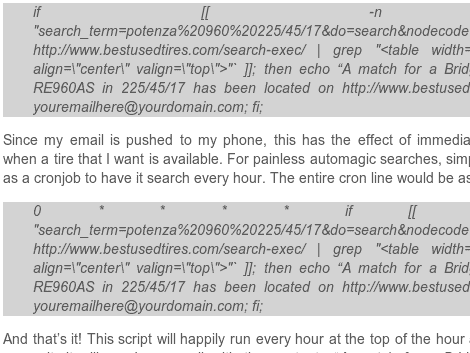 if [[ -n
"search_term=potenza%20960%20225/45/17&do=search&nodecode
http://www.bestusedtires.com/search-exec/ | grep "<table width=
align=\"center\" valign=\"top\">"` ]]; then echo “A match for a Brid
RE960AS in 225/45/17 has been located on http://www.bestused
youremailhere@yourdomain.com; fi;
Since my email is pushed to my phone, this has the effect of immedia
when a tire that I want is available. For painless automagic searches, simp
as a cronjob to have it search every hour. The entire cron line would be as
0 * * * * if [[
"search_term=potenza%20960%20225/45/17&do=search&nodecode
http://www.bestusedtires.com/search-exec/ | grep "<table width=
align=\"center\" valign=\"top\">"` ]]; then echo “A match for a Brid
RE960AS in 225/45/17 has been located on http://www.bestused
youremailhere@yourdomain.com; fi;
And that’s it! This script will happily run every hour at the top of the hour